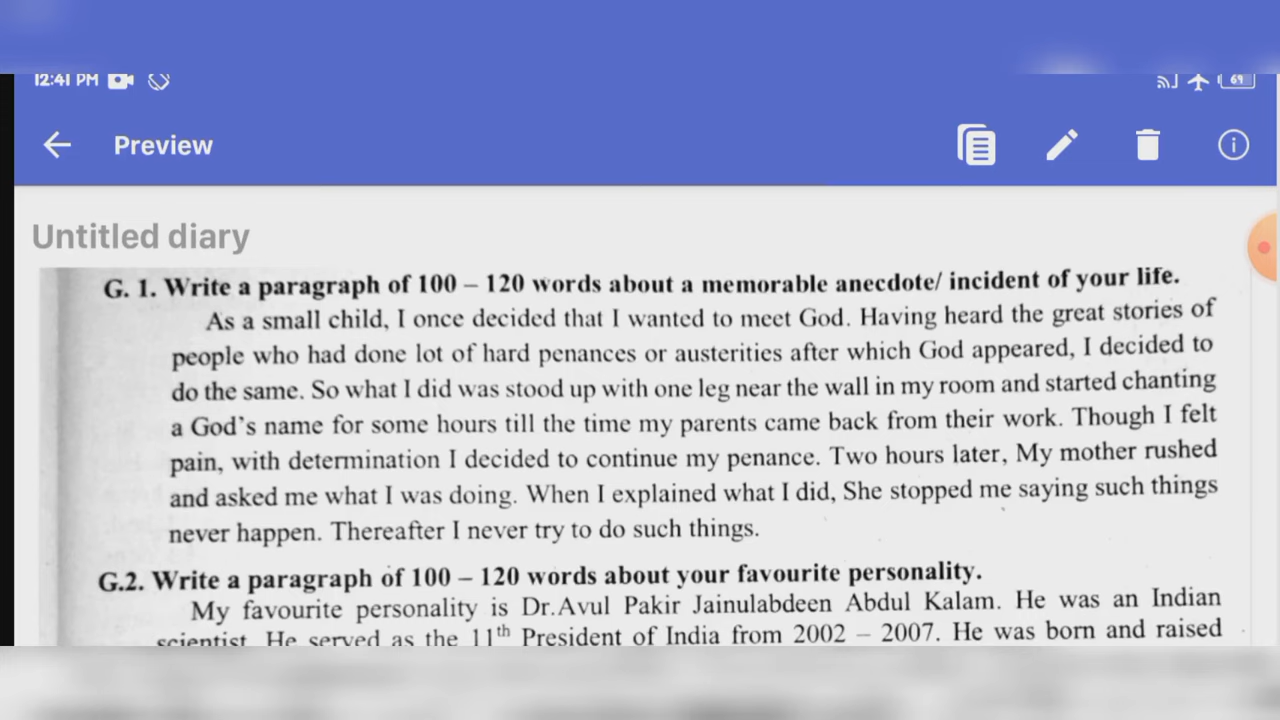 12:41 PM
69
Preview
Untitled diary
G. 1. Write a paragraph of 100 – 120 words about a memorable anecdote/ incident of your life.
As a small child, I once decided that I wanted to meet God. Having heard the great stories of
people who had done lot of hard penances or austerities after which God appeared, I decided to
do the same. So what I did was stood up with one leg near the wall in my room and started chanting
a God's name for some hours till the time my parents came back from their work. Though I felt
pain, with determination I decided to continue my penance. Two hours later, My mother rushed
and asked me what I was doing. When I explained what I did, She stopped me saying such things
never happen. Thereafter I never try to do such things.
G.2. Write a paragraph of 100 – 120 words about your favourite personality.
My favourite personality is Dr.Avul Pakir Jainulabdeen Abdul Kalam. He was an Indian
scientist. He served as the 11th President of India from 2002 – 2007. He was born and raised